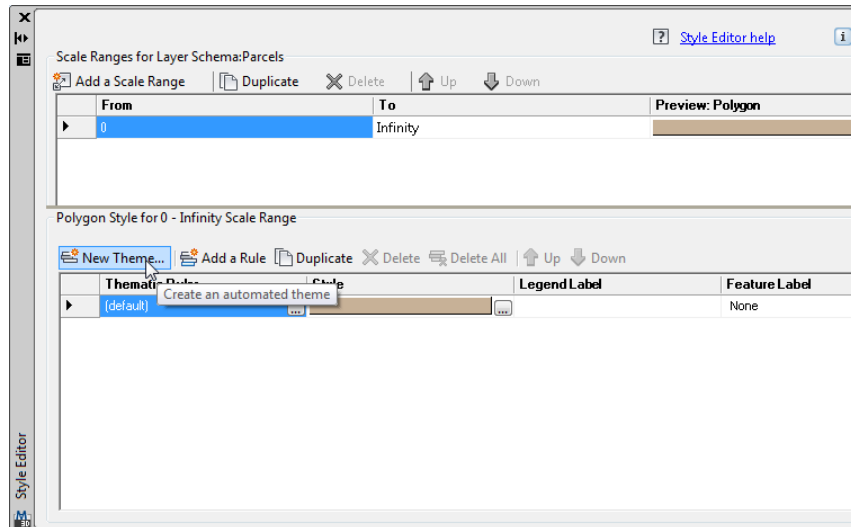 Style Editor help
Scale Ranges for Layer Schema:Parcels
Add a Scale Range Duplicate Delete Up Down
From To Preview: Polygon
0 Infinity
Polygon Style for 0 - Infinity Scale Range
New Theme... Add a Rule Duplicate Delete Delete All Up Down
Style Legend Label Feature Label
Create an automated theme
(default) ... ... None
Style Editor